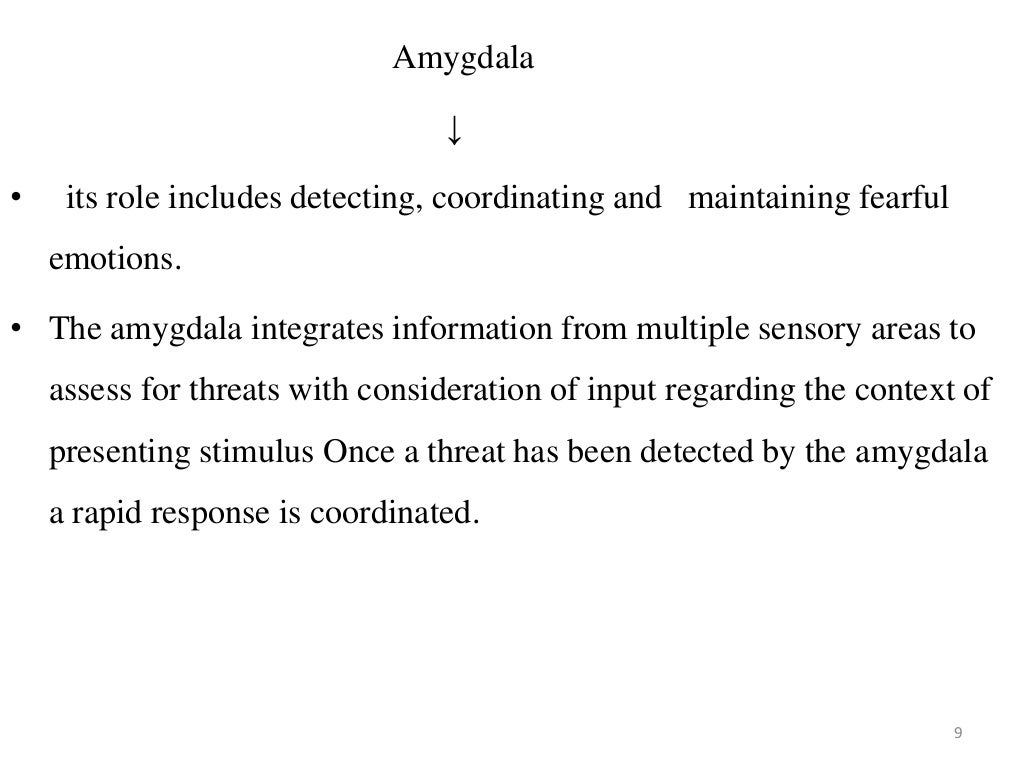 Amygdala
↓
• its role includes detecting, coordinating and maintaining fearful
emotions.
• The amygdala integrates information from multiple sensory areas to
assess for threats with consideration of input regarding the context of
presenting stimulus Once a threat has been detected by the amygdala
a rapid response is coordinated.
9